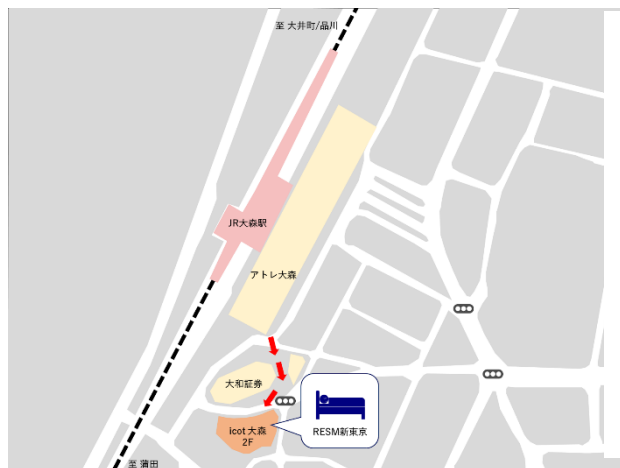 至 大井町/品川
JR大森駅
アトレ大森
大和証券
icot 大森
2F
RESM新東京
至 蒲田